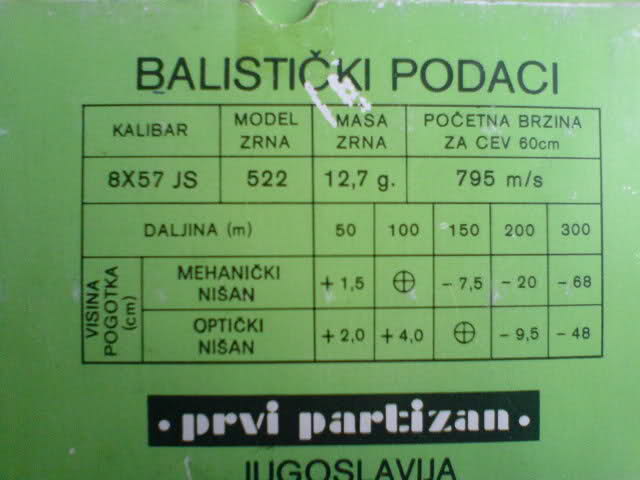 BALISTIČKI PODACI
KALIBAR MODEL ZRNA MASA ZRNA POČETNA BRZINA ZA CEV 60cm
8X57 JS 522 12,7 g. 795 m/s
DALJINA (m) 50 100 150 200 300
VISINA POGOTKA (cm)
MEHANIČKI NIŠAN + 1,5 ⊕ - 7,5 - 20 - 68
OPTIČKI NIŠAN + 2,0 + 4,0 ⊕ - 9,5 - 48
• prvi partizan •
JUGOSLAVIJA